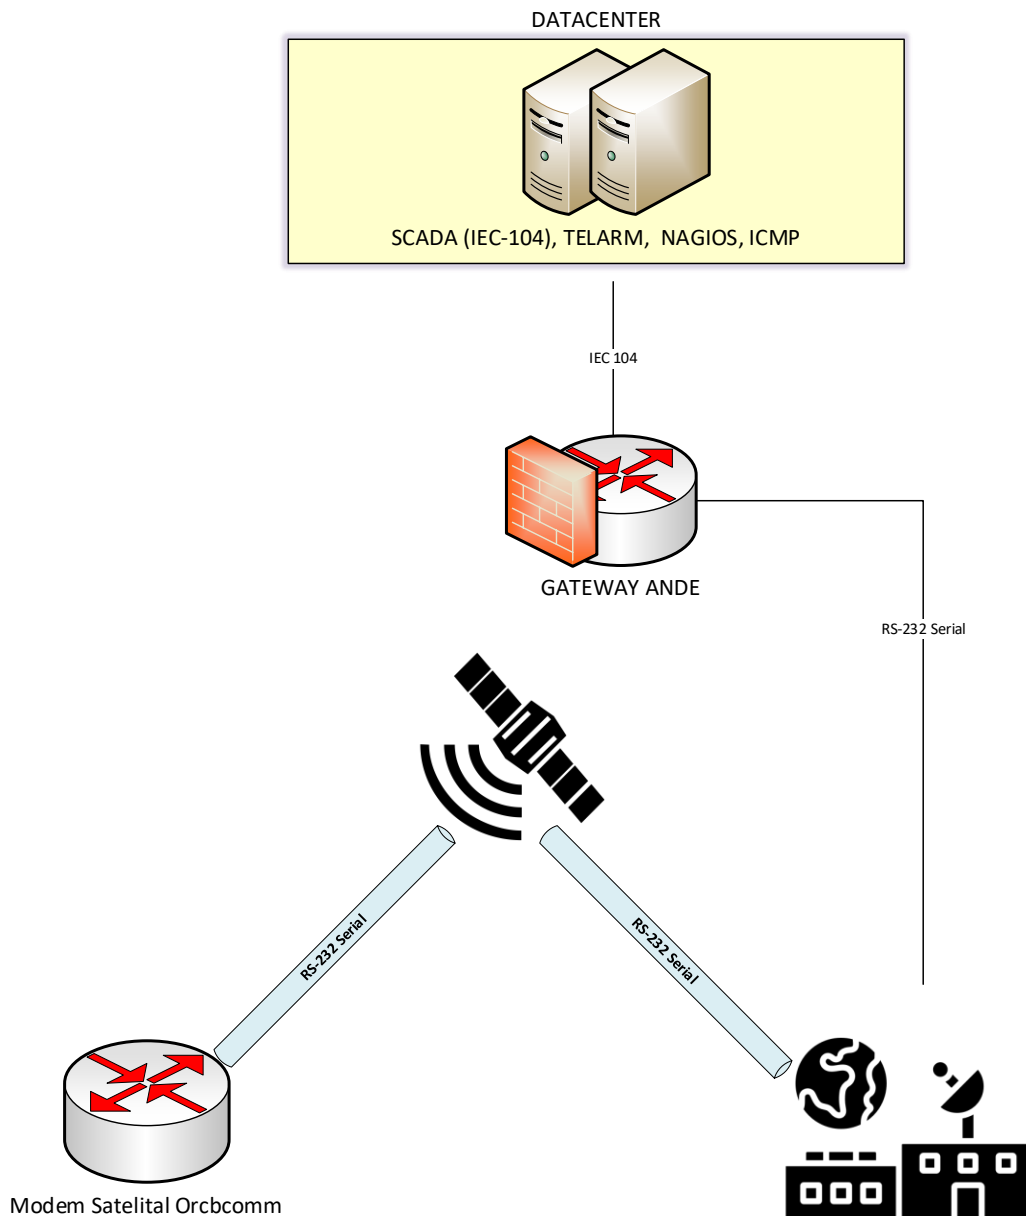 DATACENTER
SCADA (IEC-104), TELARM, NAGIOS, ICMP
IEC 104
GATEWAY ANDE
RS-232 Serial
RS-232 Serial
RS-232 Serial
Modem Satelital Orcbcomm